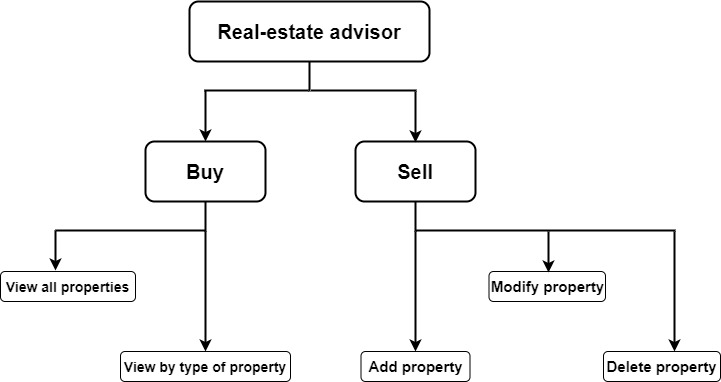 Real-estate advisor
Buy
Sell
View all properties
Modify property
View by type of property
Add property
Delete property